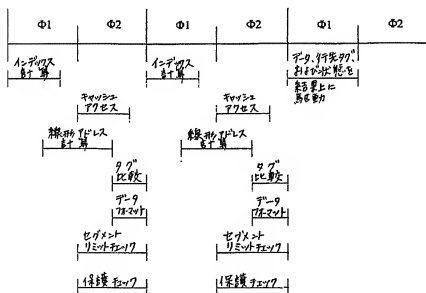 Φ1 Φ2 Φ1 Φ2 Φ1 Φ2
インデックス
計算
インデックス
計算
データ、行先タグ、
および状態を
結果上に
駆動
キャッシュ
アクセス
キャッシュ
アクセス
線形アドレス
計算
線形アドレス
計算
タグ
比較
タグ
比較
データ
フォーマット
データ
フォーマット
セグメント
リミットチェック
セグメント
リミットチェック
保護チェック
保護チェック